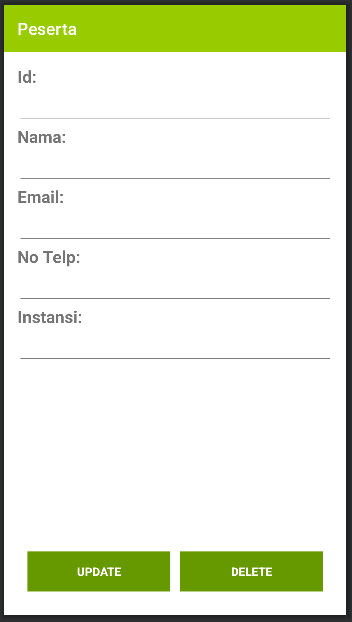 Peserta
Id:
Nama:
Email:
No Telp:
Instansi:
UPDATE DELETE